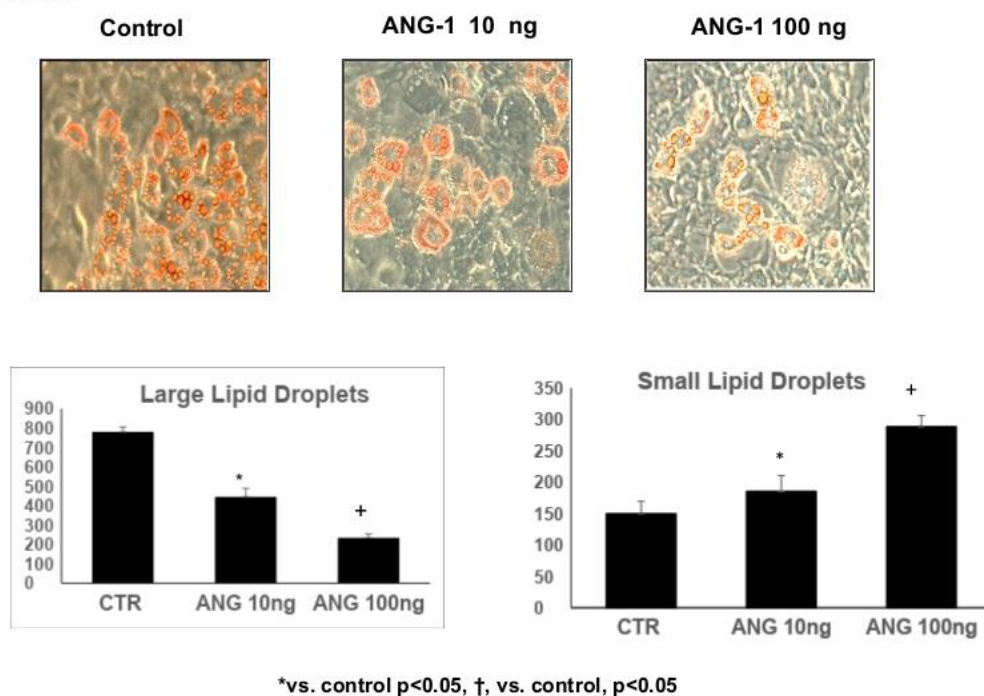 Control
ANG-1 10 ng
ANG-1 100 ng
Large Lipid Droplets
900
800
700
600
500
400
300
200
100
0
*
+
CTR
ANG 10ng
ANG 100ng
Small Lipid Droplets
350
300
250
200
150
100
50
0
*
+
CTR
ANG 10ng
ANG 100ng
*vs. control p<0.05, †, vs. control, p<0.05